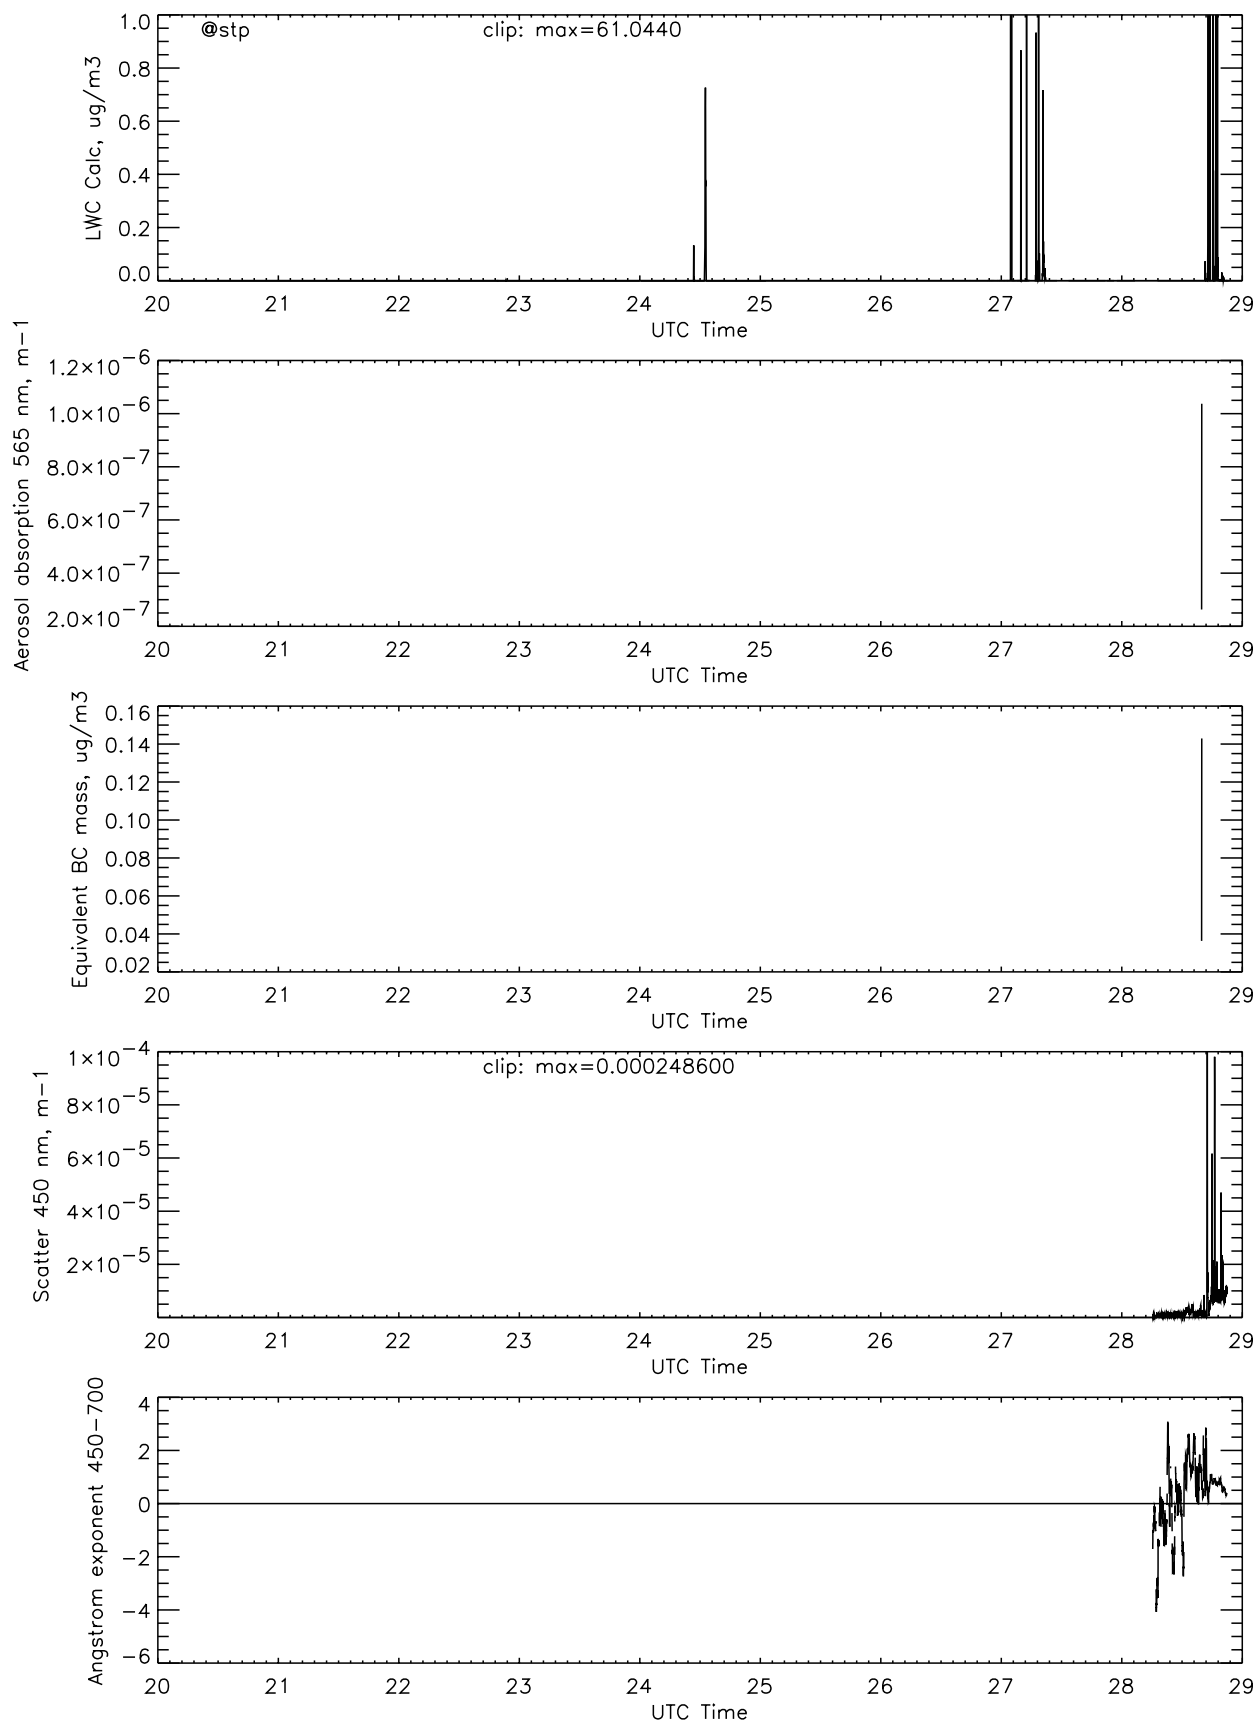 @stp
clip: max=61.0440
LWC Calc, ug/m3
1.0
0.8
0.6
0.4
0.2
0.0
20 21 22 23 24 25 26 27 28 29
UTC Time
Aerosol absorption 565 nm, m−1
1.2×10−6
1.0×10−6
8.0×10−7
6.0×10−7
4.0×10−7
2.0×10−7
20 21 22 23 24 25 26 27 28 29
UTC Time
Equivalent BC mass, ug/m3
0.16
0.14
0.12
0.10
0.08
0.06
0.04
0.02
20 21 22 23 24 25 26 27 28 29
UTC Time
clip: max=0.000248600
Scatter 450 nm, m−1
1×10−4
8×10−5
6×10−5
4×10−5
2×10−5
20 21 22 23 24 25 26 27 28 29
UTC Time
Angstrom exponent 450−700
4
2
0
−2
−4
−6
20 21 22 23 24 25 26 27 28 29
UTC Time